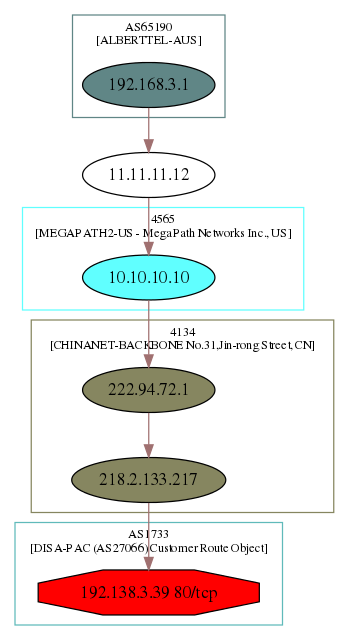 AS65190
[ALBERTTEL-AUS]
192.168.3.1
11.11.11.12
4565
[MEGAPATH2-US - MegaPath Networks Inc., US]
10.10.10.10
4134
[CHINANET-BACKBONE No.31,Jin-rong Street, CN]
222.94.72.1
218.2.133.217
AS1733
[DISA-PAC (AS27066) Customer Route Object]
192.138.3.39 80/tcp